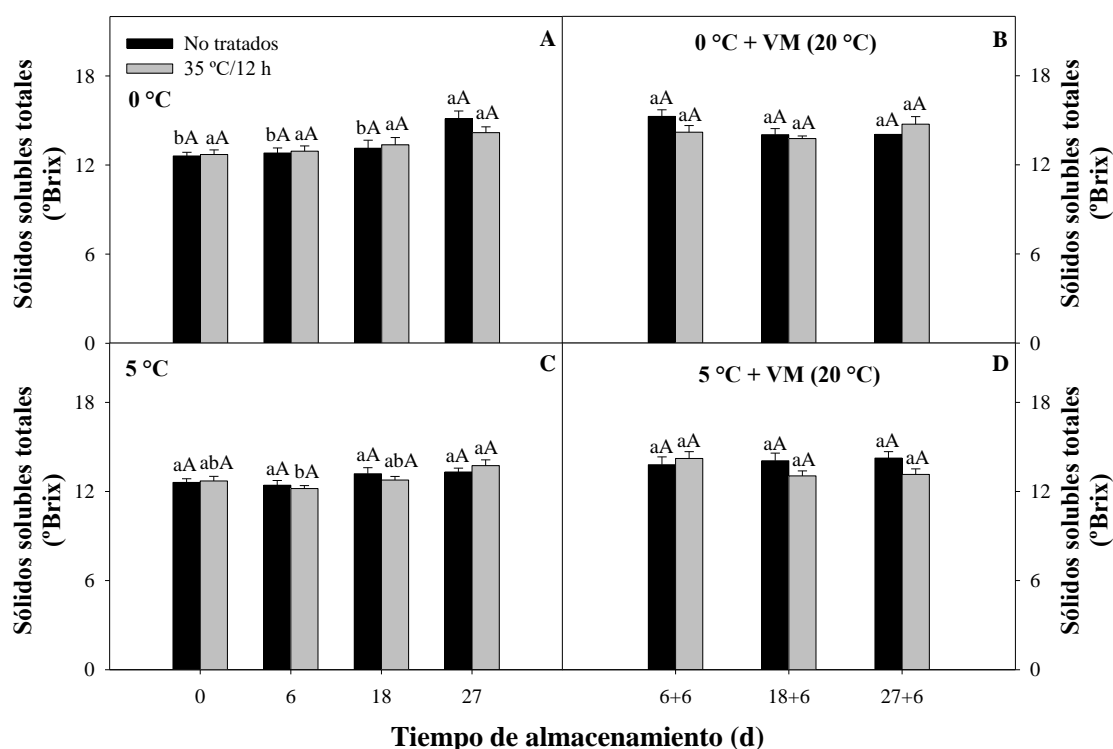 A
No tratados
35 ºC/12 h
0 °C
Sólidos solubles totales
(ºBrix)
18
12
6
0
bA aA
bA aA
bA aA
aA aA
B
0 °C + VM (20 °C)
aA aA
aA aA
aA aA
18
12
6
0
Sólidos solubles totales
(ºBrix)
C
5 °C
Sólidos solubles totales
(ºBrix)
18
12
6
0
aA abA
aA bA
aA abA
aA aA
0 6 18 27
D
5 °C + VM (20 °C)
aA aA
aA aA
aA aA
18
12
6
0
Sólidos solubles totales
(ºBrix)
6+6 18+6 27+6
Tiempo de almacenamiento (d)